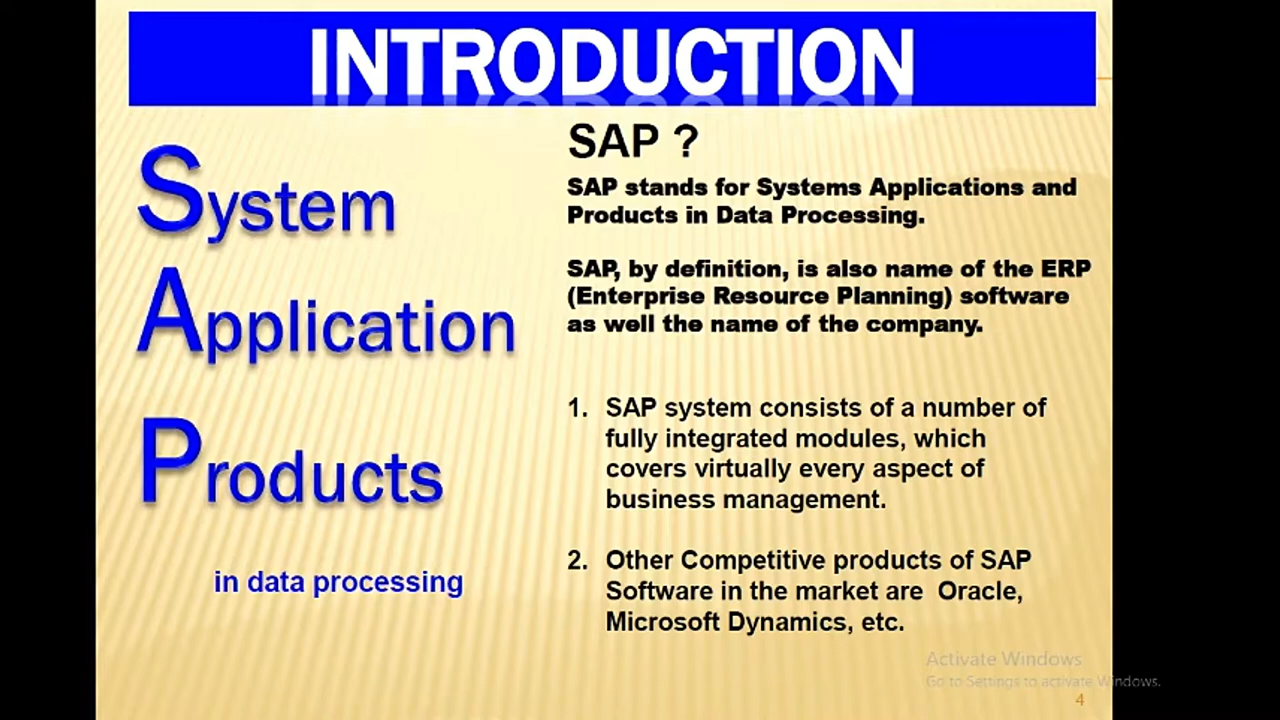 INTRODUCTION
System
Application
Products
in data processing
SAP ?
SAP stands for Systems Applications and
Products in Data Processing.
SAP, by definition, is also name of the ERP
(Enterprise Resource Planning) software
as well the name of the company.
1. SAP system consists of a number of
fully integrated modules, which
covers virtually every aspect of
business management.
2. Other Competitive products of SAP
Software in the market are Oracle,
Microsoft Dynamics, etc.
Activate Windows
Go to Settings to activate Windows.
4